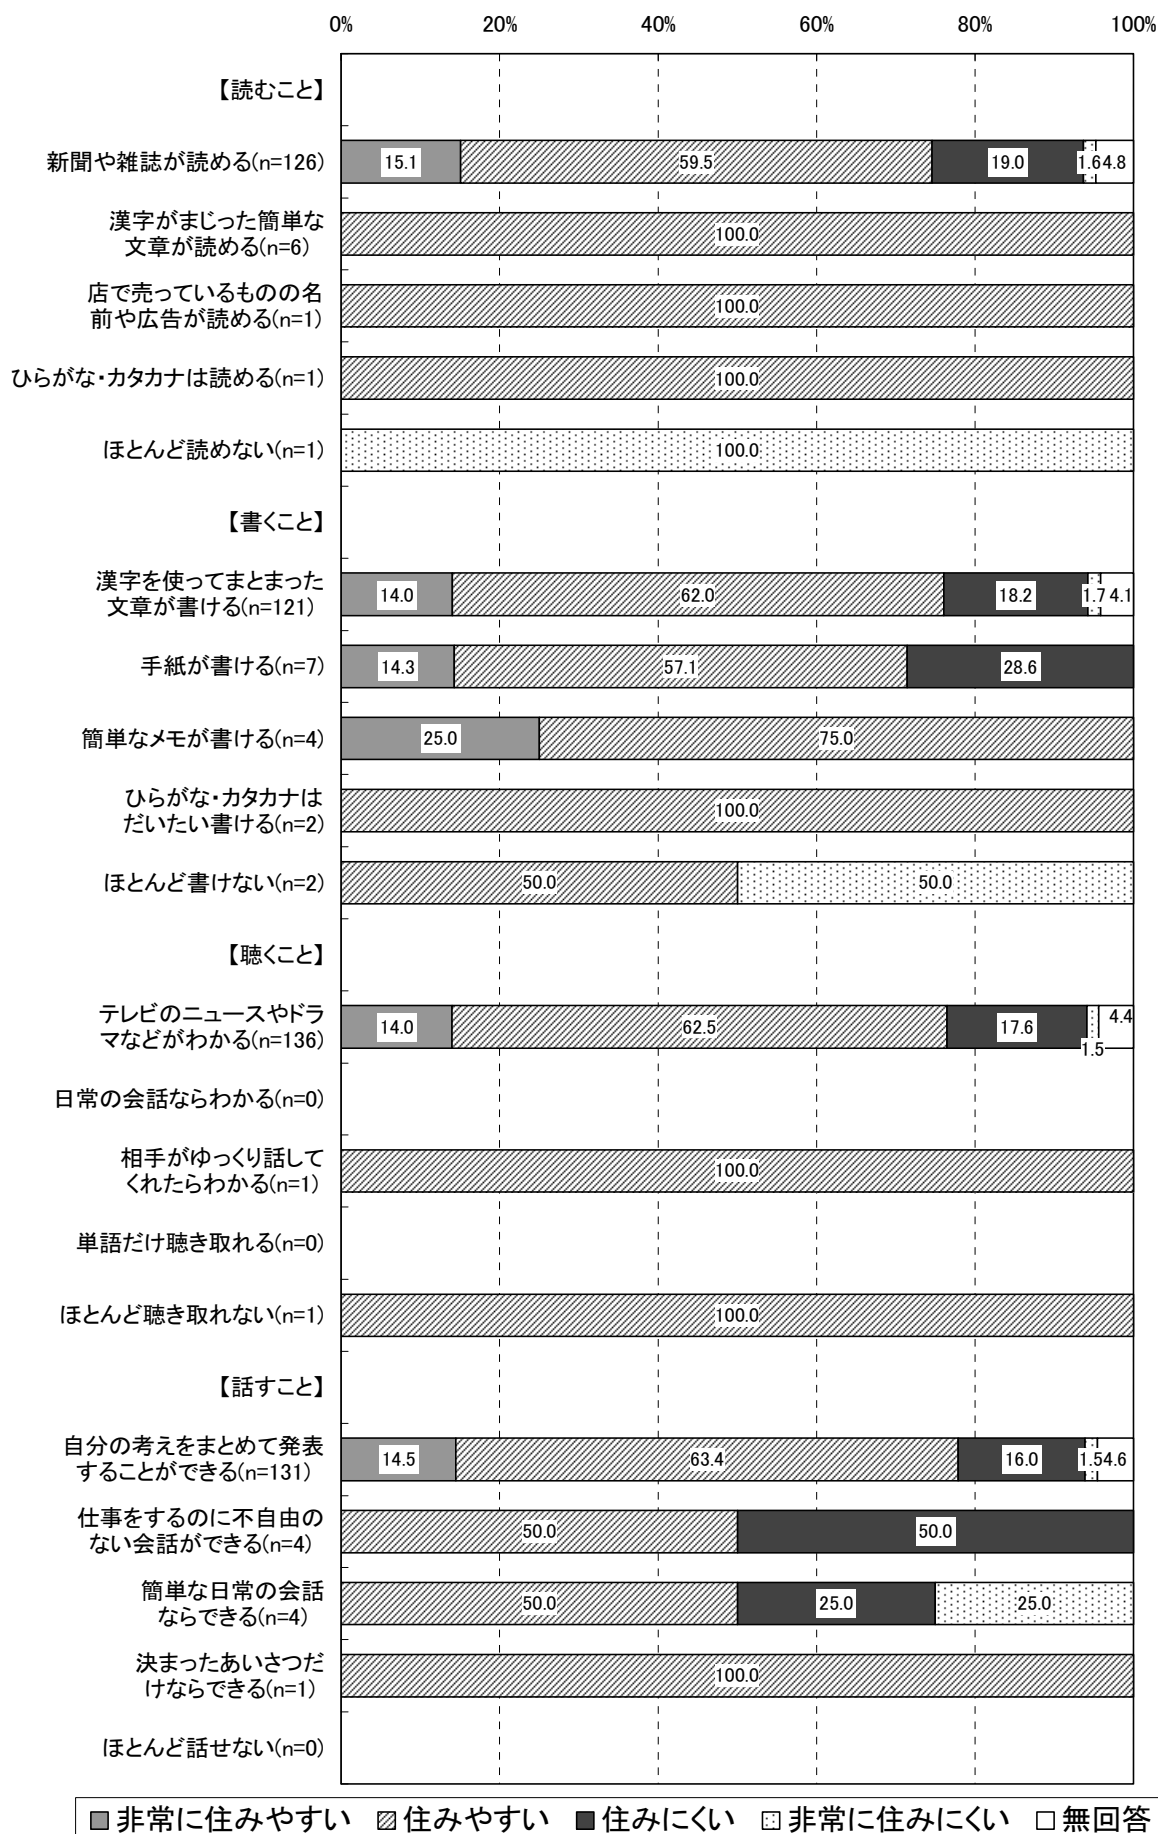 0% 20% 40% 60% 80% 100%
【読むこと】
新聞や雑誌が読める(n=126) 15.1 59.5 19.0 1.6 4.8
漢字がまじった簡単な
文章が読める(n=6) 100.0
店で売っているものの名
前や広告が読める(n=1) 100.0
ひらがな・カタカナは読める(n=1) 100.0
ほとんど読めない(n=1) 100.0
【書くこと】
漢字を使ってまとまった
文章が書ける(n=121) 14.0 62.0 18.2 1.7 4.1
手紙が書ける(n=7) 14.3 57.1 28.6
簡単なメモが書ける(n=4) 25.0 75.0
ひらがな・カタカナは
だいたい書ける(n=2) 100.0
ほとんど書けない(n=2) 50.0 50.0
【聴くこと】
テレビのニュースやドラ
マなどがわかる(n=136) 14.0 62.5 17.6 1.5 4.4
日常の会話ならわかる(n=0)
相手がゆっくり話して
くれたらわかる(n=1) 100.0
単語だけ聴き取れる(n=0)
ほとんど聴き取れない(n=1) 100.0
【話すこと】
自分の考えをまとめて発表
することができる(n=131) 14.5 63.4 16.0 1.5 4.6
仕事をするのに不自由の
ない会話ができる(n=4) 50.0 50.0
簡単な日常の会話
ならできる(n=4) 50.0 25.0 25.0
決まったあいさつだ
けならできる(n=1) 100.0
ほとんど話せない(n=0)
非常に住みやすい 住みやすい 住みにくい 非常に住みにくい 無回答